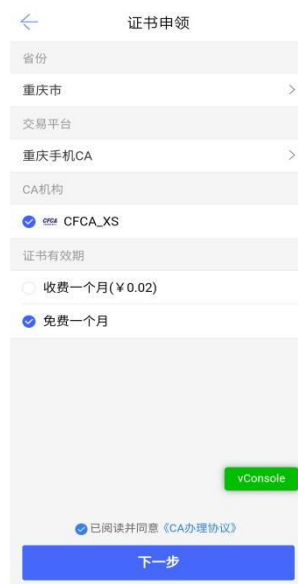 证书申领
省份
重庆市
交易平台
重庆手机CA
CA机构
CFCA CFCA_XS
证书有效期
收费一个月(￥0.02)
免费一个月
vConsole
已阅读并同意《CA办理协议》
下一步